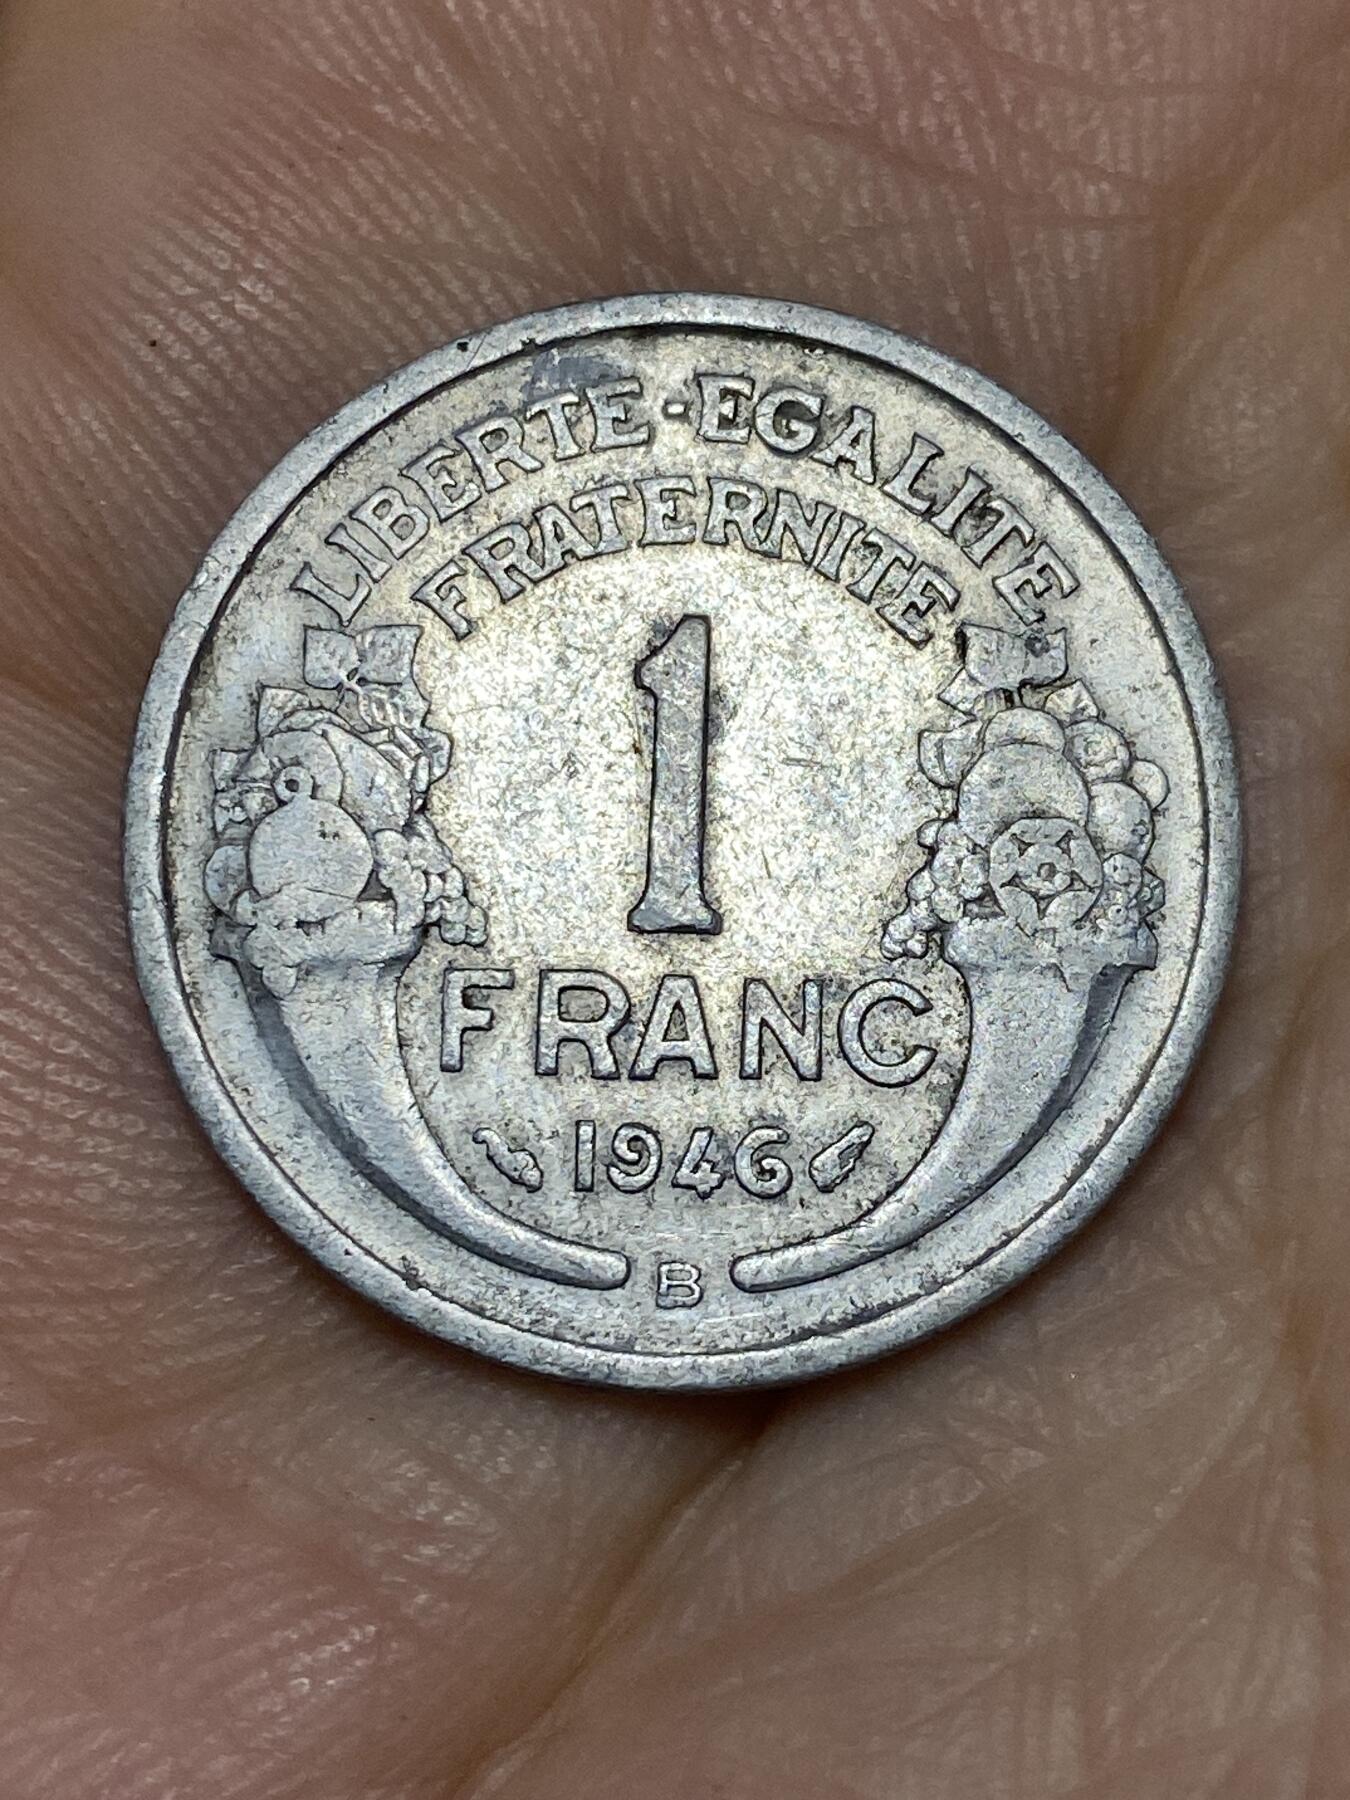 LIBERTE·EGALITE
FRATERNITE
1
FRANC
1946
B